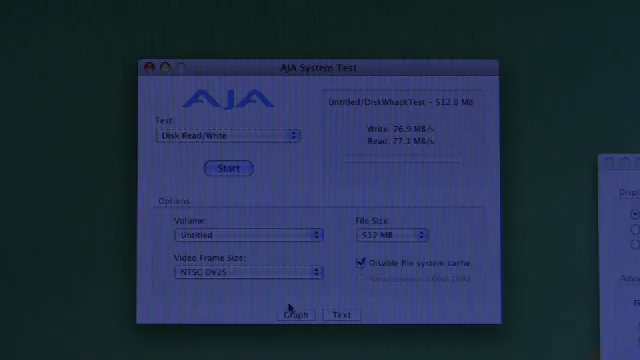 AJA System Test
AJA
Untitled/DiskWhackTest - 512.0 MB
Test:
Disk Read/Write
Write: 76.9 MB/s
Read: 77.1 MB/s
Start
Options
Volume:
Untitled
File Size:
512 MB
Video Frame Size:
NTSC DV25
Disable file system cache
Graph
Text
Displ
Adva